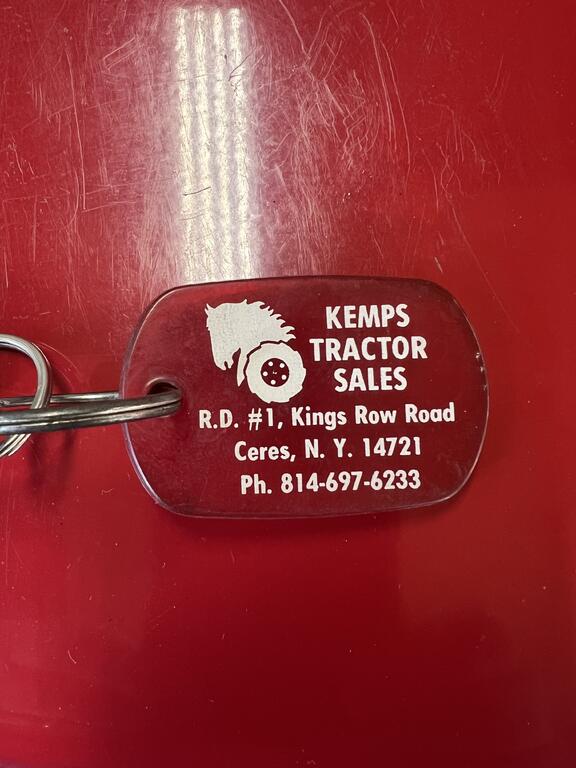 KEMPS
TRACTOR
SALES
R.D. #1, Kings Row Road
Ceres, N. Y. 14721
Ph. 814-697-6233